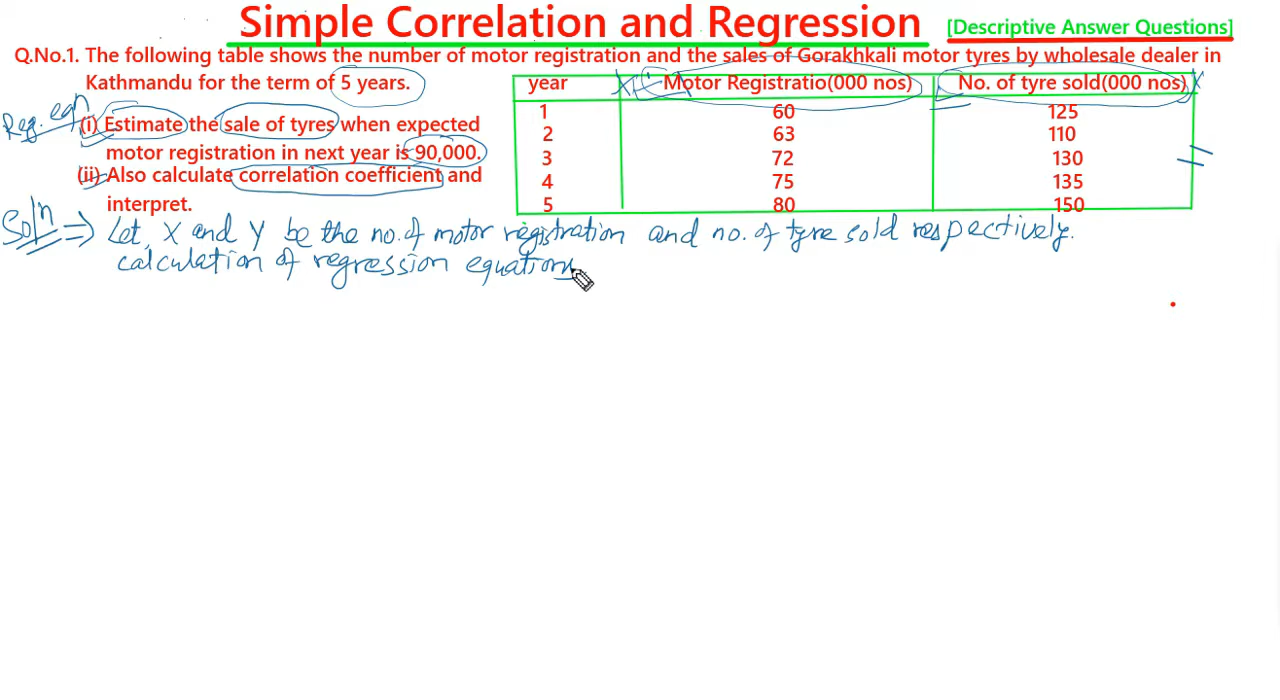 Simple Correlation and Regression
[Descriptive Answer Questions]
Q.No.1. The following table shows the number of motor registration and the sales of Gorakhkali motor tyres by wholesale dealer in
Kathmandu for the term of 5 years.
Reg. eqn
(i) Estimate the sale of tyres when expected
motor registration in next year is 90,000.
(ii) Also calculate correlation coefficient and
interpret.
year X Motor Registratio(000 nos) No. of tyre sold(000 nos) Y
1 60 125
2 63 110
3 72 130
4 75 135
5 80 150
Soln => Let, X and Y be the no. of motor registration and no. of tyre sold respectively.
calculation of regression equations